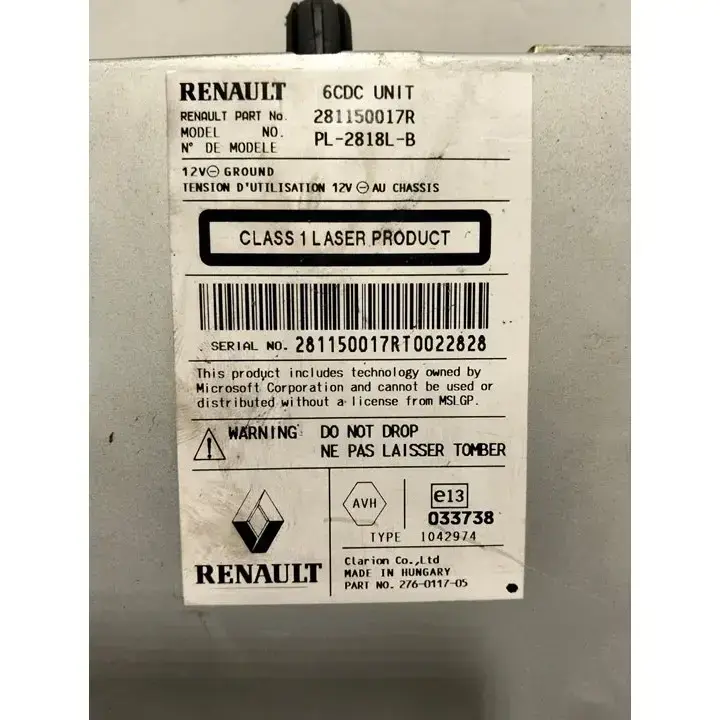 RENAULT 6CDC UNIT
RENAULT PART No. 281150017R
MODEL NO.
N° DE MODELE PL-2818L-B
12V⊖ GROUND
TENSION D'UTILISATION 12V ⊖ AU CHASSIS
CLASS 1 LASER PRODUCT
SERIAL NO. 281150017RT0022828
This product includes technology owned by
Microsoft Corporation and cannot be used or
distributed without a license from MSLGP.
WARNING DO NOT DROP
NE PAS LAISSER TOMBER
RENAULT
AVH
e13
033738
TYPE 1042974
Clarion Co.,Ltd
MADE IN HUNGARY
PART NO. 276-0117-05